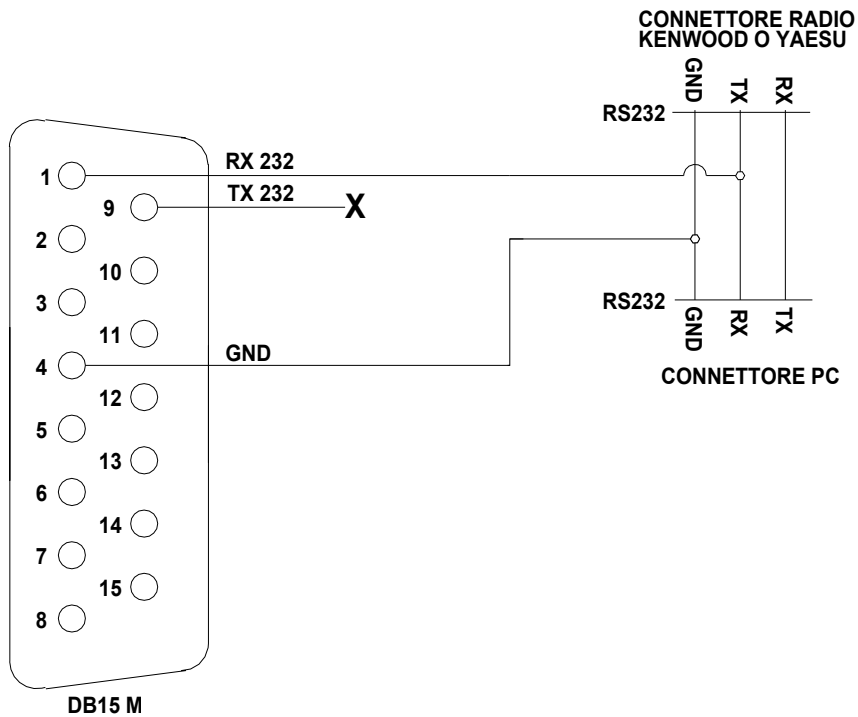 CONNETTORE RADIO
KENWOOD O YAESU
GND TX RX
RS232
RX 232
1
TX 232
9 X
2
10
3
RS232
11
GND RX TX
GND
4
CONNETTORE PC
12
5
13
6
14
7
15
8
DB15 M